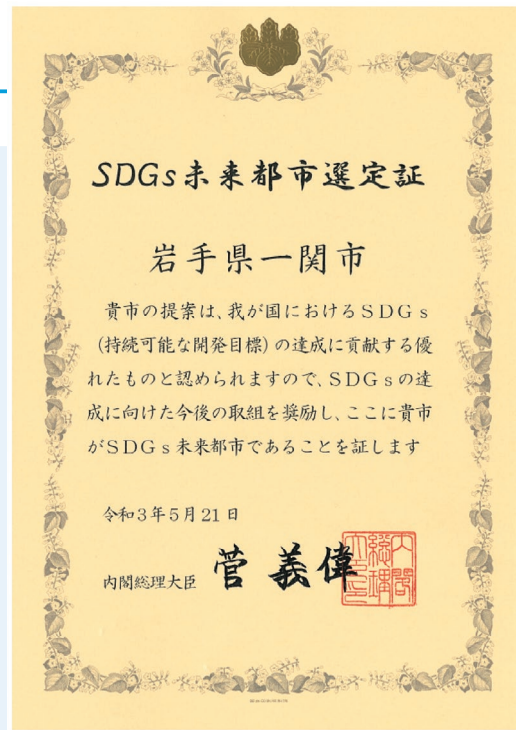 SDGs未来都市選定証
岩手県一関市
貴市の提案は、我が国におけるSDGs
(持続可能な開発目標)の達成に貢献する優
れたものと認められますので、SDGsの達
成に向けた今後の取組を奨励し、ここに貴市
がSDGs未来都市であることを証します
令和3年5月21日
内閣総理大臣 菅義偉